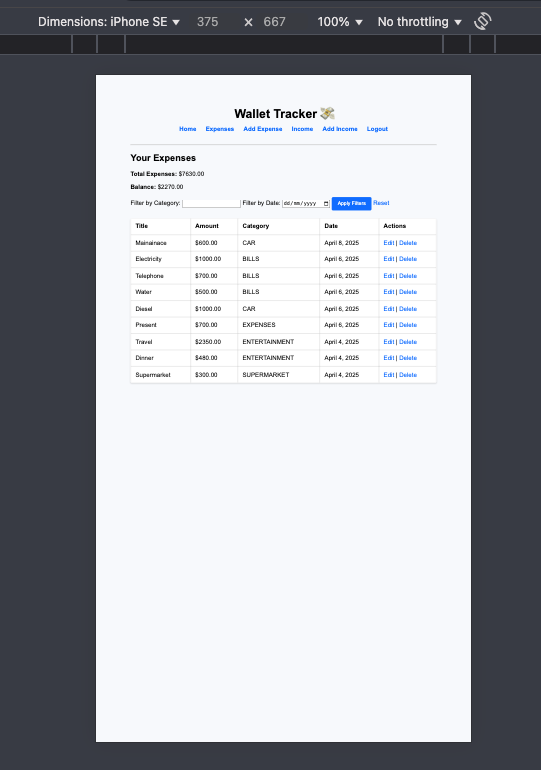 Dimensions: iPhone SE ▼ 375 × 667 100% ▼ No throttling ▼
Wallet Tracker 💸
Home Expenses Add Expense Income Add Income Logout
Your Expenses
Total Expenses: $7630.00
Balance: $2270.00
Filter by Category: Filter by Date: dd/mm/yyyy Apply Filters Reset
Title Amount Category Date Actions
Mainainace $600.00 CAR April 8, 2025 Edit | Delete
Electricity $1000.00 BILLS April 6, 2025 Edit | Delete
Telephone $700.00 BILLS April 6, 2025 Edit | Delete
Water $500.00 BILLS April 6, 2025 Edit | Delete
Diesel $1000.00 CAR April 6, 2025 Edit | Delete
Present $700.00 EXPENSES April 6, 2025 Edit | Delete
Travel $2350.00 ENTERTAINMENT April 4, 2025 Edit | Delete
Dinner $480.00 ENTERTAINMENT April 4, 2025 Edit | Delete
Supermarket $300.00 SUPERMARKET April 4, 2025 Edit | Delete